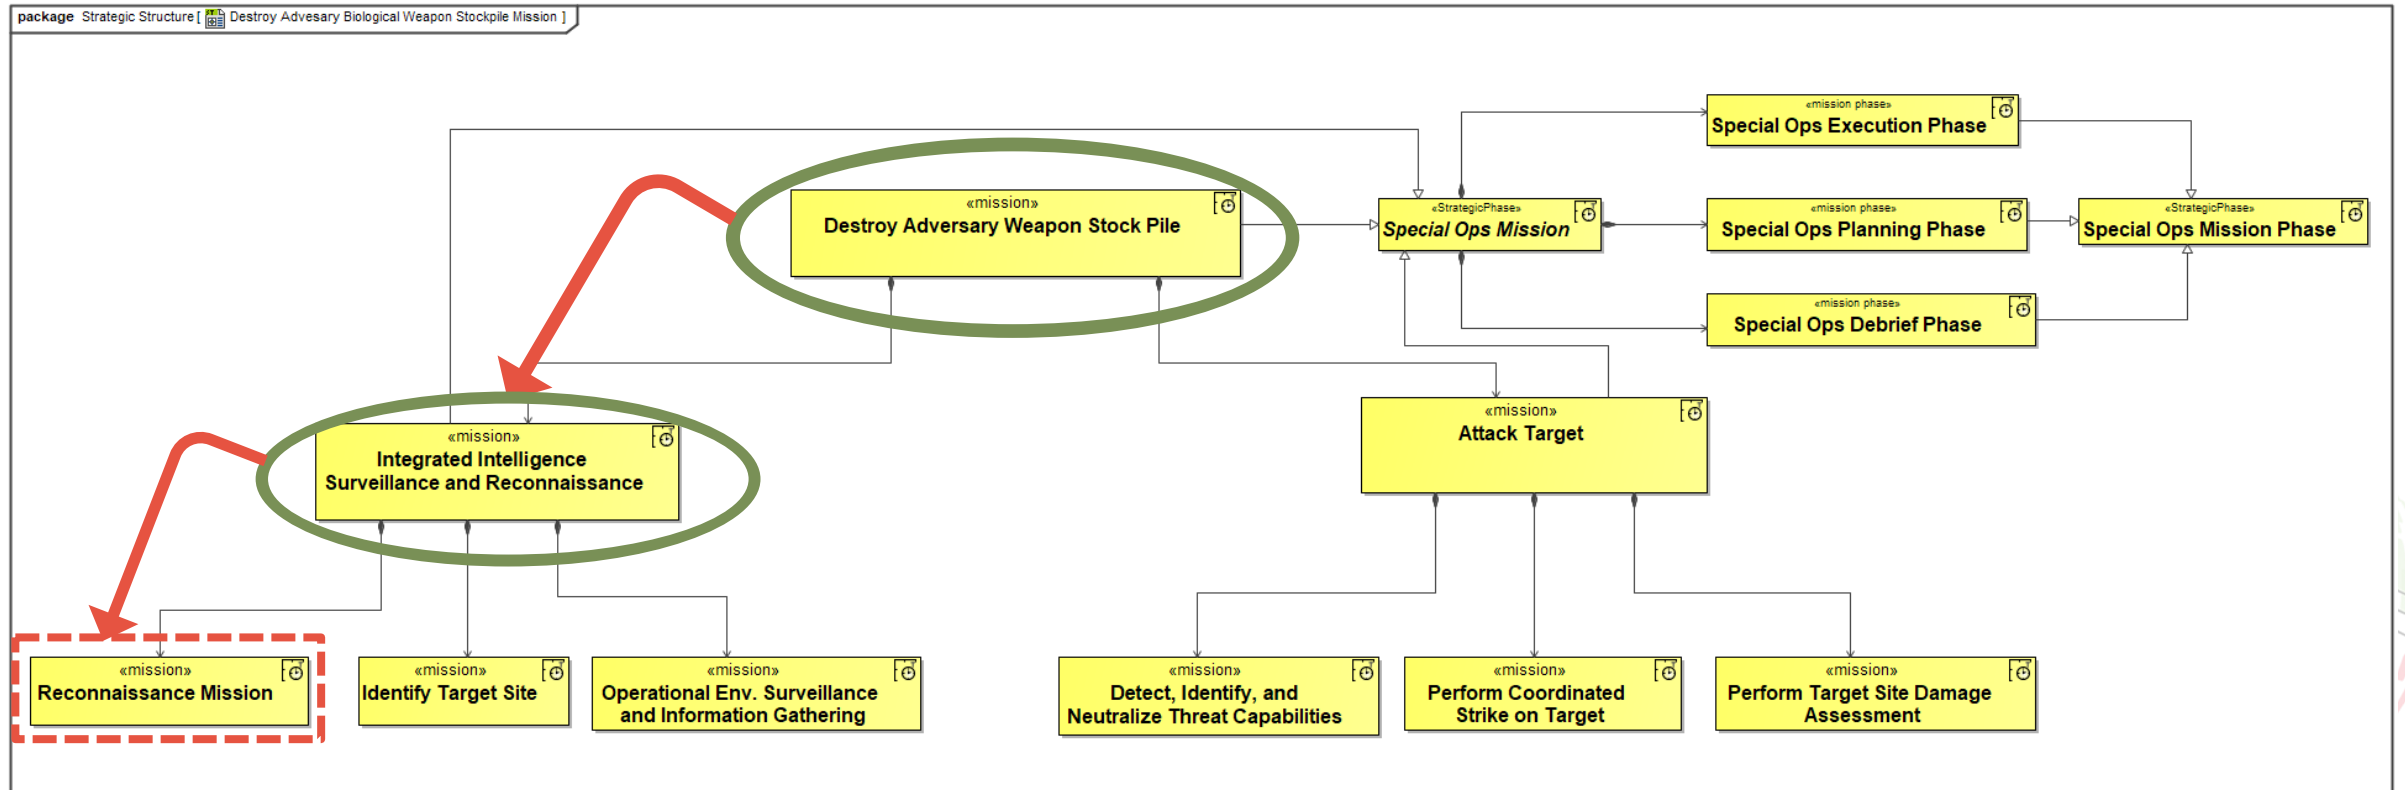 package Strategic Structure [ Destroy Advesary Biological Weapon Stockpile Mission ]
«mission phase»
Special Ops Execution Phase
«mission»
Destroy Adversary Weapon Stock Pile
«StrategicPhase»
Special Ops Mission
«mission phase»
Special Ops Planning Phase
«StrategicPhase»
Special Ops Mission Phase
«mission phase»
Special Ops Debrief Phase
«mission»
Integrated Intelligence
Surveillance and Reconnaissance
«mission»
Attack Target
«mission»
Reconnaissance Mission
«mission»
Identify Target Site
«mission»
Operational Env. Surveillance
and Information Gathering
«mission»
Detect, Identify, and
Neutralize Threat Capabilities
«mission»
Perform Coordinated
Strike on Target
«mission»
Perform Target Site Damage
Assessment